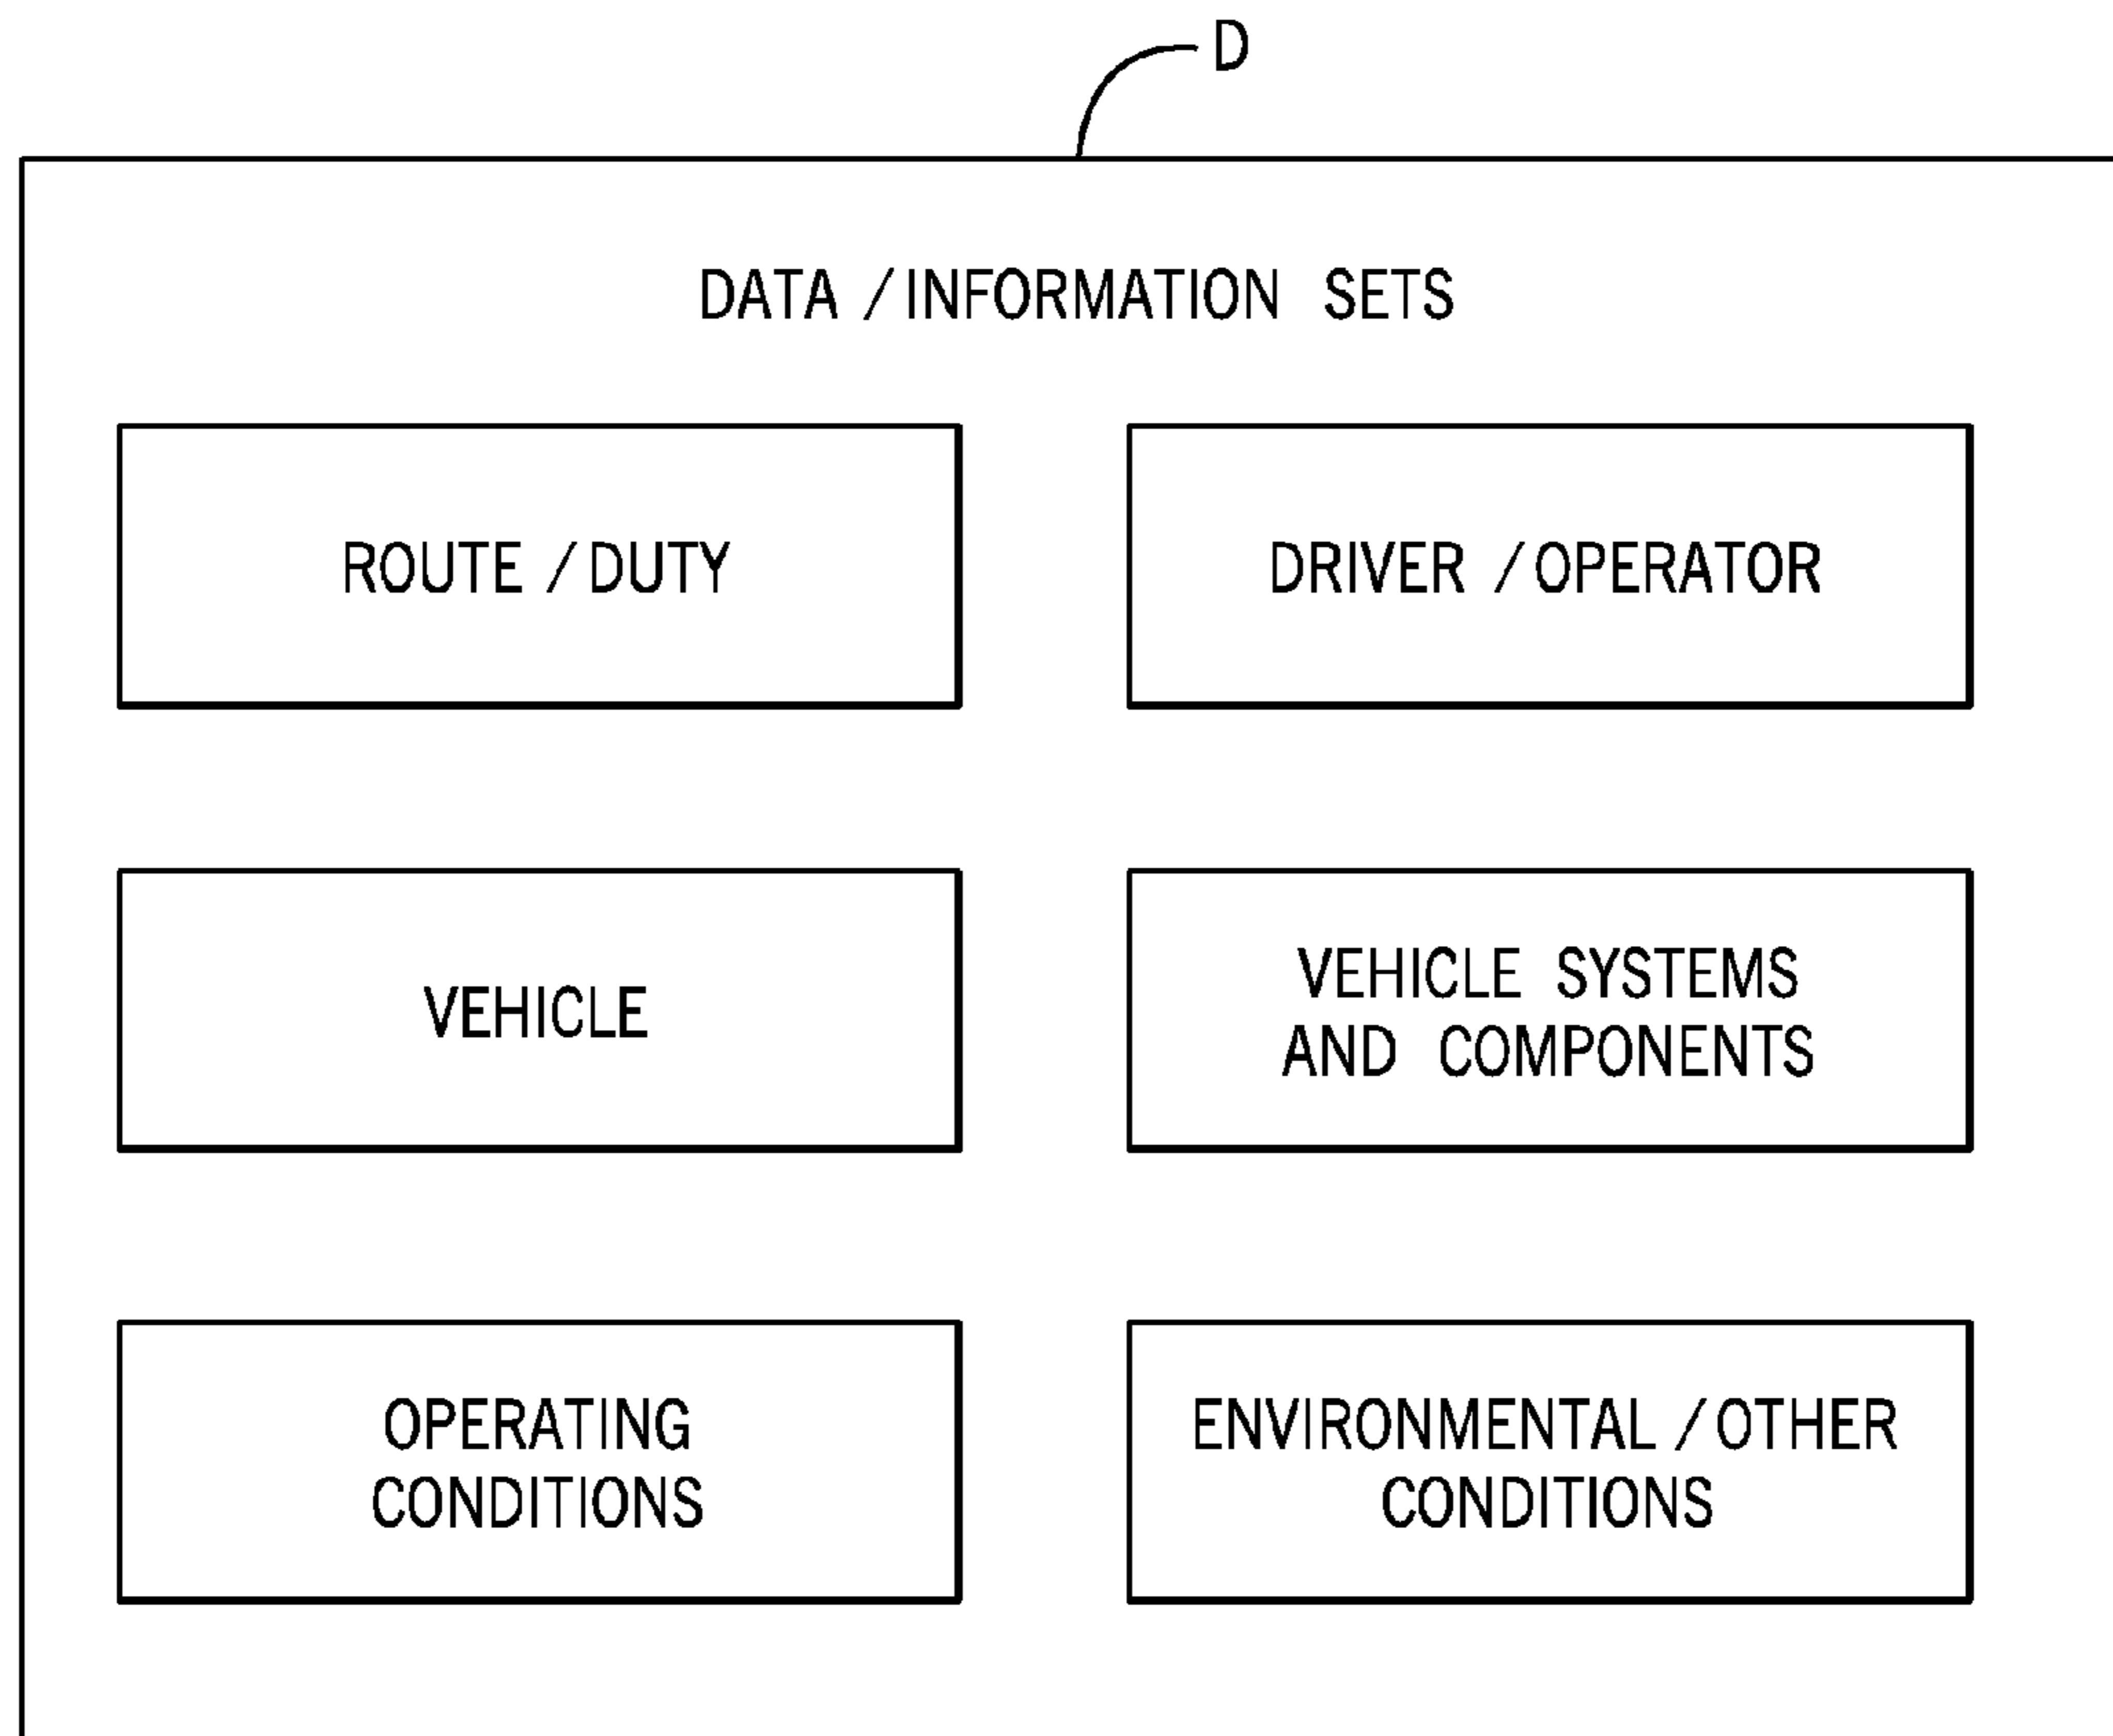 D
DATA / INFORMATION SETS
ROUTE / DUTY
DRIVER / OPERATOR
VEHICLE
VEHICLE SYSTEMS
AND COMPONENTS
OPERATING
CONDITIONS
ENVIRONMENTAL / OTHER
CONDITIONS